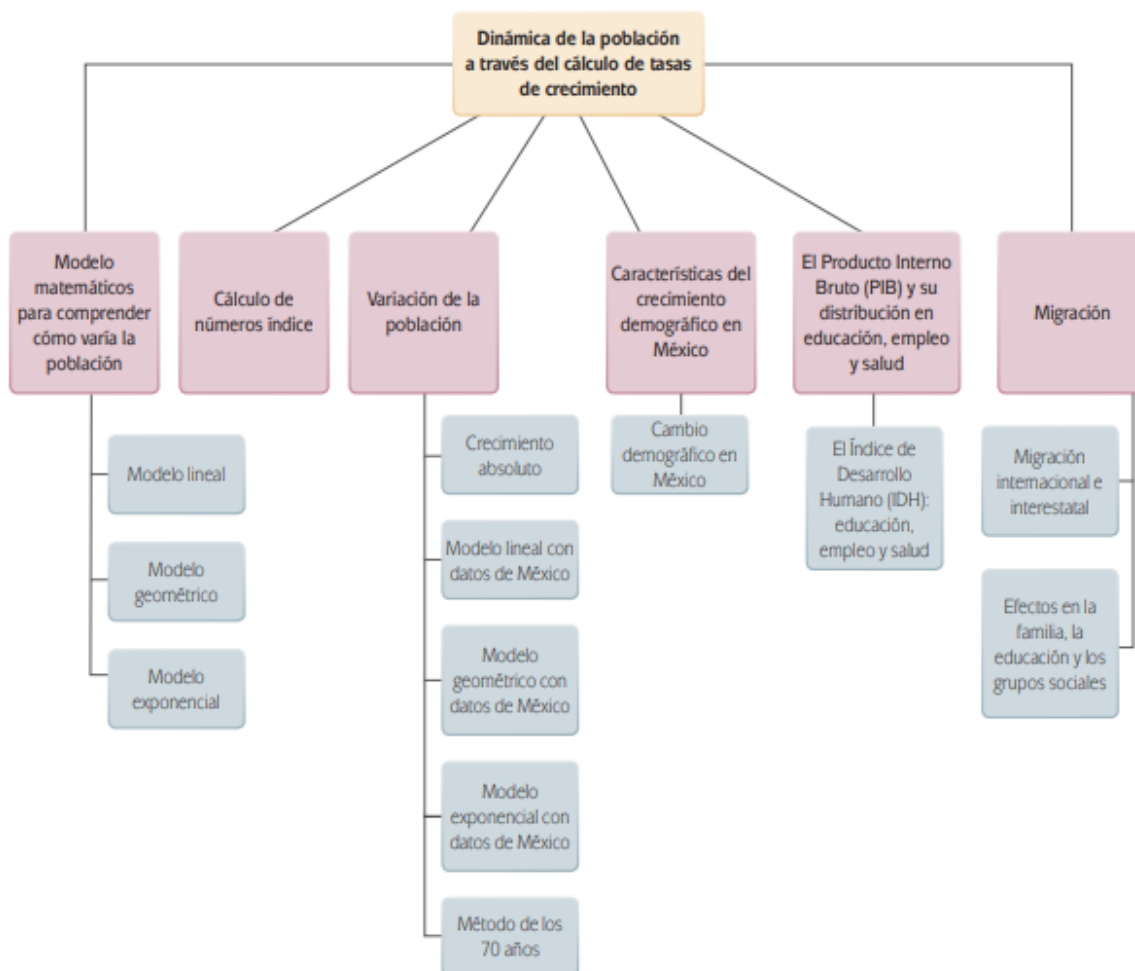 Dinámica de la población
a través del cálculo de tasas
de crecimiento
Modelo
matemáticos
para comprender
cómo varía la
población
Cálculo de
números índice
Variación de la
población
Características del
crecimiento
demográfico en
México
El Producto Interno
Bruto (PIB) y su
distribución en
educación, empleo
y salud
Migración
Modelo lineal
Modelo
geométrico
Modelo
exponencial
Crecimiento
absoluto
Modelo lineal con
datos de México
Modelo
geométrico con
datos de México
Modelo
exponencial con
datos de México
Método de los
70 años
Cambio
demográfico en
México
El Índice de
Desarrollo
Humano (IDH):
educación,
empleo y salud
Migración
internacional e
interestatal
Efectos en la
familia, la
educación y los
grupos sociales